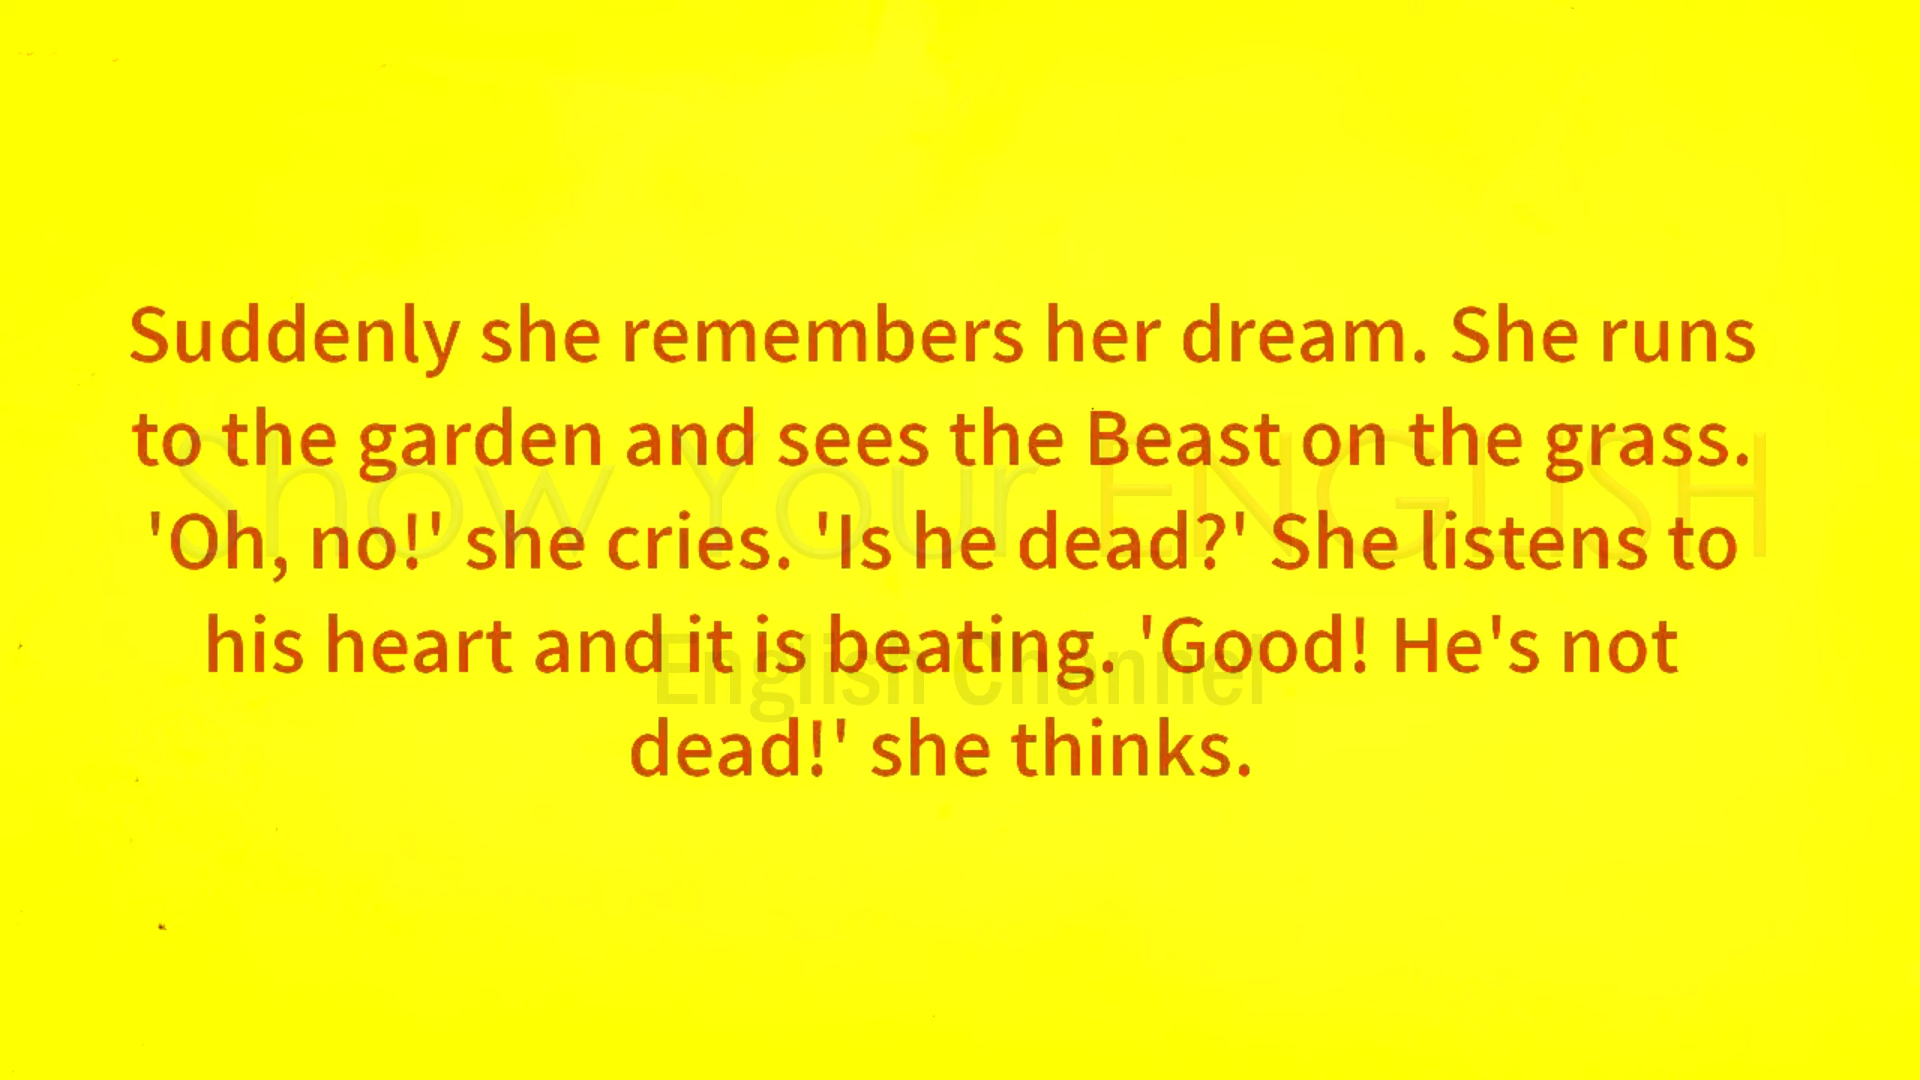 Suddenly she remembers her dream. She runs
to the garden and sees the Beast on the grass.
'Oh, no!' she cries. 'Is he dead?' She listens to
his heart and it is beating. 'Good! He's not
dead!' she thinks.
Show Your ENGLISH
English Channel